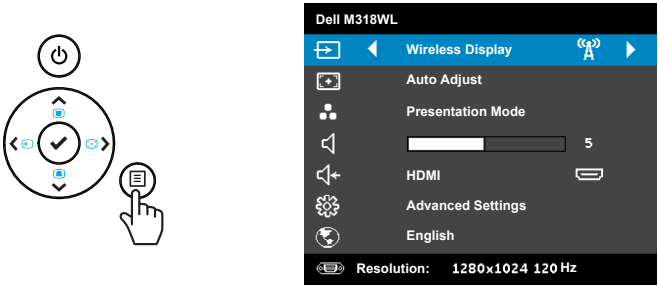 Dell M318WL
Wireless Display
Auto Adjust
Presentation Mode
5
HDMI
Advanced Settings
English
Resolution: 1280x1024 120 Hz